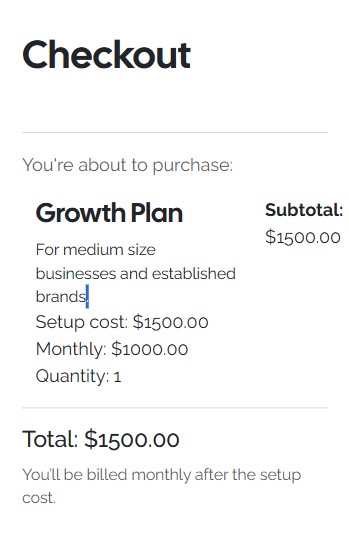 Checkout
You're about to purchase:
Growth Plan
For medium size
businesses and established
brands.
Setup cost: $1500.00
Monthly: $1000.00
Quantity: 1
Subtotal:
$1500.00
Total: $1500.00
You'll be billed monthly after the setup
cost.